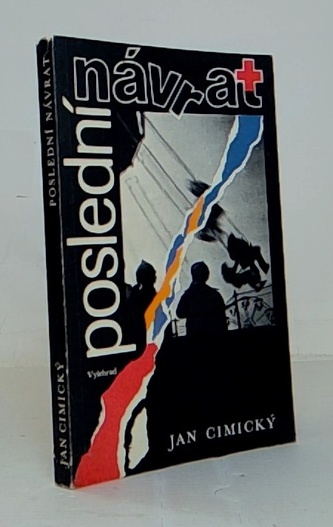 POSLEDNÍ NÁVRAT
JAN CIMICKÝ
poslední
návrat
Vyšehrad
JAN CIMICKÝ